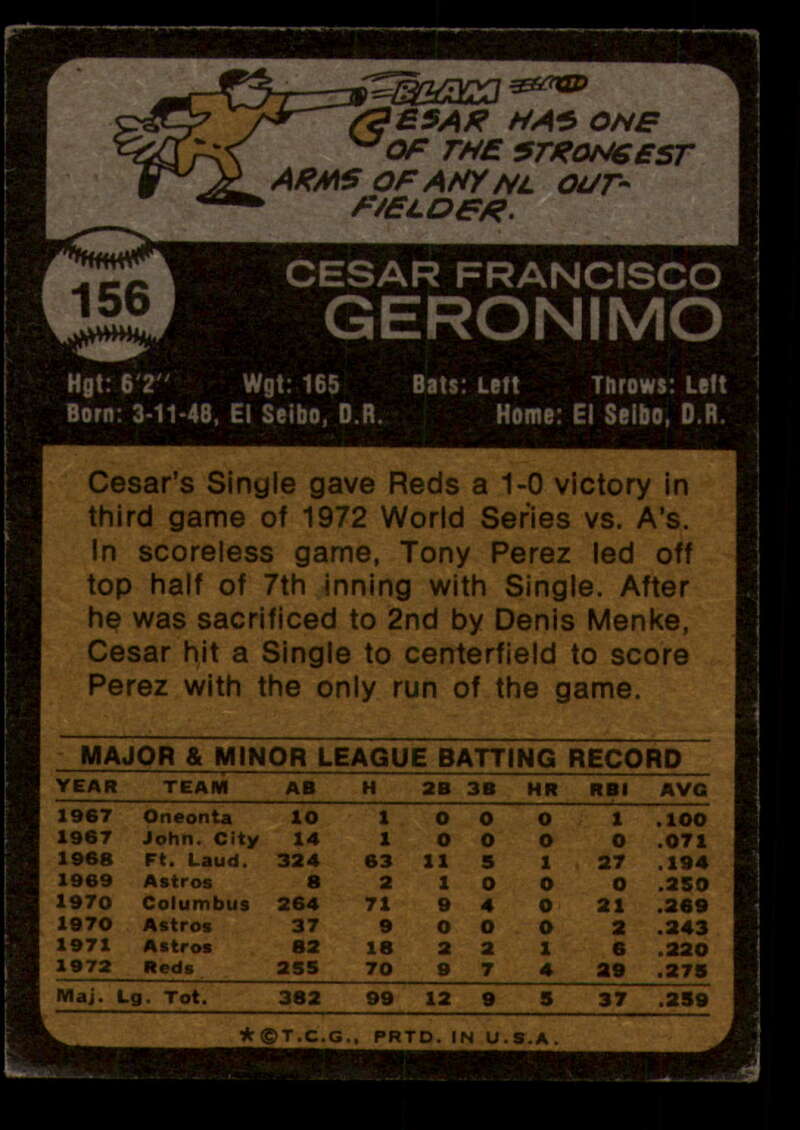 BLAM
CESAR HAS ONE
OF THE STRONGEST
ARMS OF ANY NL OUT-
FIELDER.
156
CESAR FRANCISCO
GERONIMO
Hgt: 6'2" Wgt: 165 Bats: Left Throws: Left
Born: 3-11-48, El Seibo, D.R. Home: El Seibo, D.R.
Cesar's Single gave Reds a 1-0 victory in
third game of 1972 World Series vs. A's.
In scoreless game, Tony Perez led off
top half of 7th inning with Single. After
he was sacrificed to 2nd by Denis Menke,
Cesar hit a Single to centerfield to score
Perez with the only run of the game.
MAJOR & MINOR LEAGUE BATTING RECORD
YEAR TEAM AB H 2B 3B HR RBI AVG
1967 Oneonta 10 1 0 0 0 1 .100
1967 John. City 14 1 0 0 0 0 .071
1968 Ft. Laud. 324 63 11 5 1 27 .194
1969 Astros 8 2 1 0 0 0 .250
1970 Columbus 264 71 9 4 0 21 .269
1970 Astros 37 9 0 0 0 2 .243
1971 Astros 82 18 2 2 1 6 .220
1972 Reds 255 70 9 7 4 29 .275
Maj. Lg. Tot. 382 99 12 9 5 37 .259
*©T.C.G., PRTD. IN U.S.A.